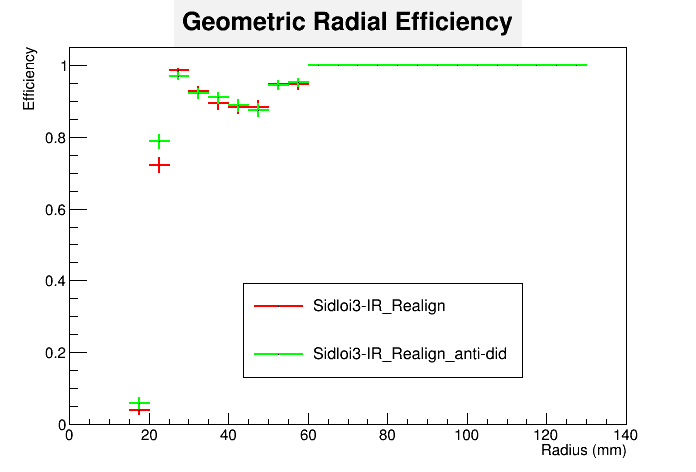 Geometric Radial Efficiency
Efficiency
1
0.8
0.6
0.4
0.2
0
Sidloi3-IR_Realign
Sidloi3-IR_Realign_anti-did
0 20 40 60 80 100 120 140
Radius (mm)